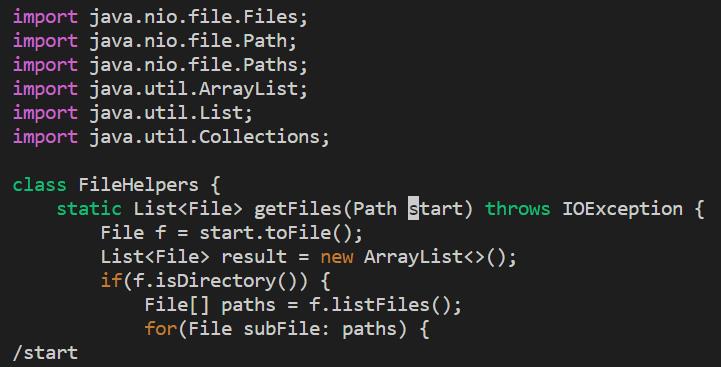 import java.nio.file.Files;
import java.nio.file.Path;
import java.nio.file.Paths;
import java.util.ArrayList;
import java.util.List;
import java.util.Collections;

class FileHelpers {
    static List<File> getFiles(Path start) throws IOException {
        File f = start.toFile();
        List<File> result = new ArrayList<>();
        if(f.isDirectory()) {
            File[] paths = f.listFiles();
            for(File subFile: paths) {
/start